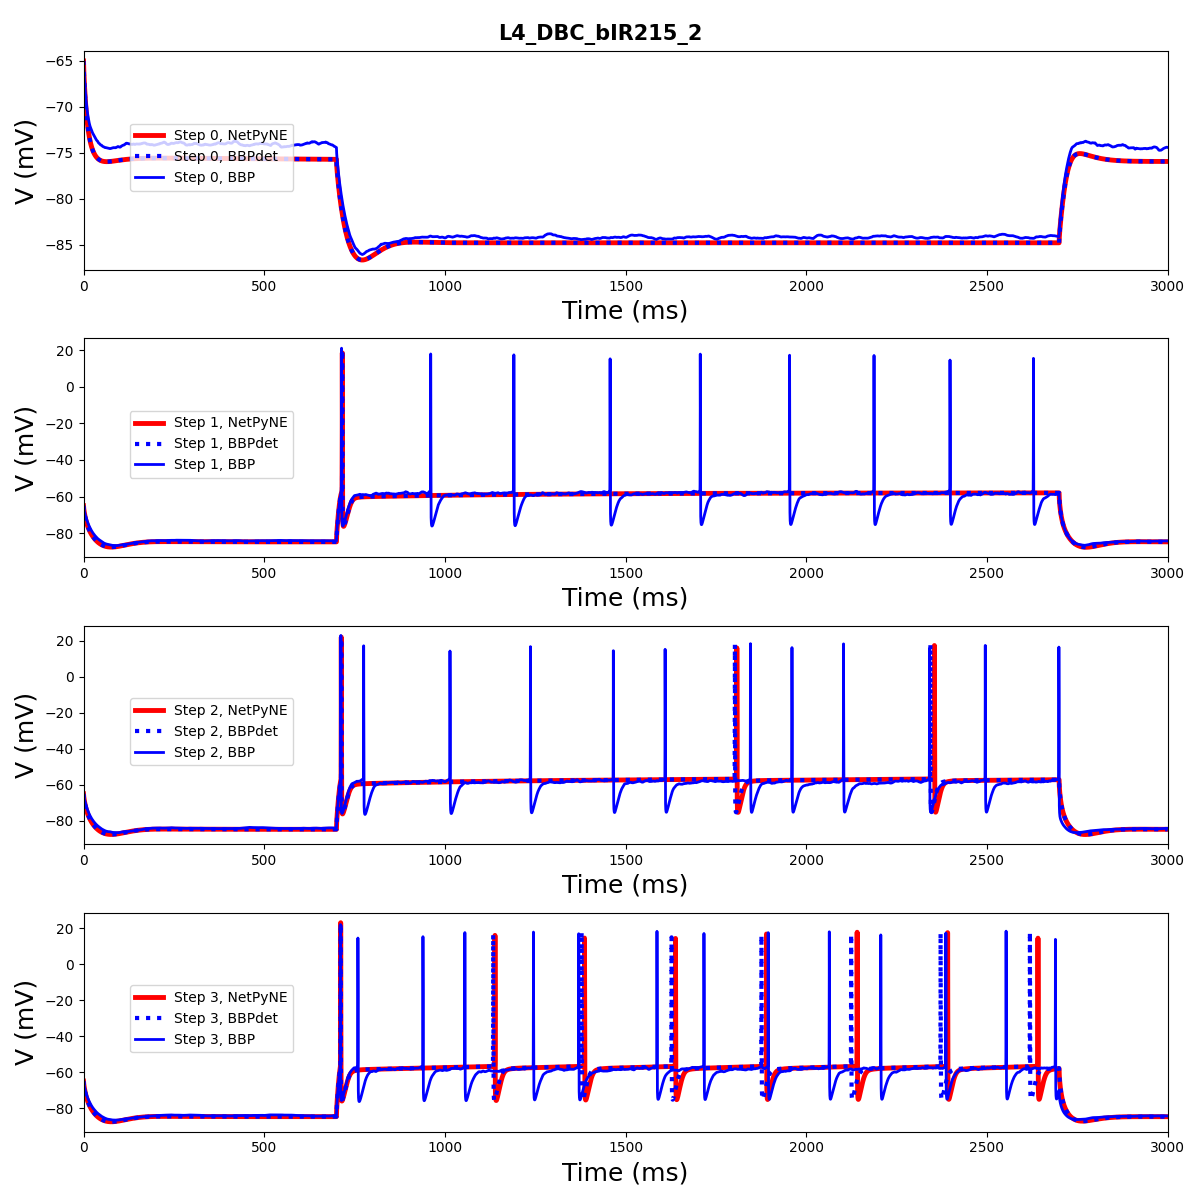 L4_DBC_bIR215_2
−65
−70
−75
−80
−85
V (mV)
Step 0, NetPyNE
Step 0, BBPdet
Step 0, BBP
0 500 1000 1500 2000 2500 3000
Time (ms)
20
0
−20
−40
−60
−80
V (mV)
Step 1, NetPyNE
Step 1, BBPdet
Step 1, BBP
0 500 1000 1500 2000 2500 3000
Time (ms)
20
0
−20
−40
−60
−80
V (mV)
Step 2, NetPyNE
Step 2, BBPdet
Step 2, BBP
0 500 1000 1500 2000 2500 3000
Time (ms)
20
0
−20
−40
−60
−80
V (mV)
Step 3, NetPyNE
Step 3, BBPdet
Step 3, BBP
0 500 1000 1500 2000 2500 3000
Time (ms)